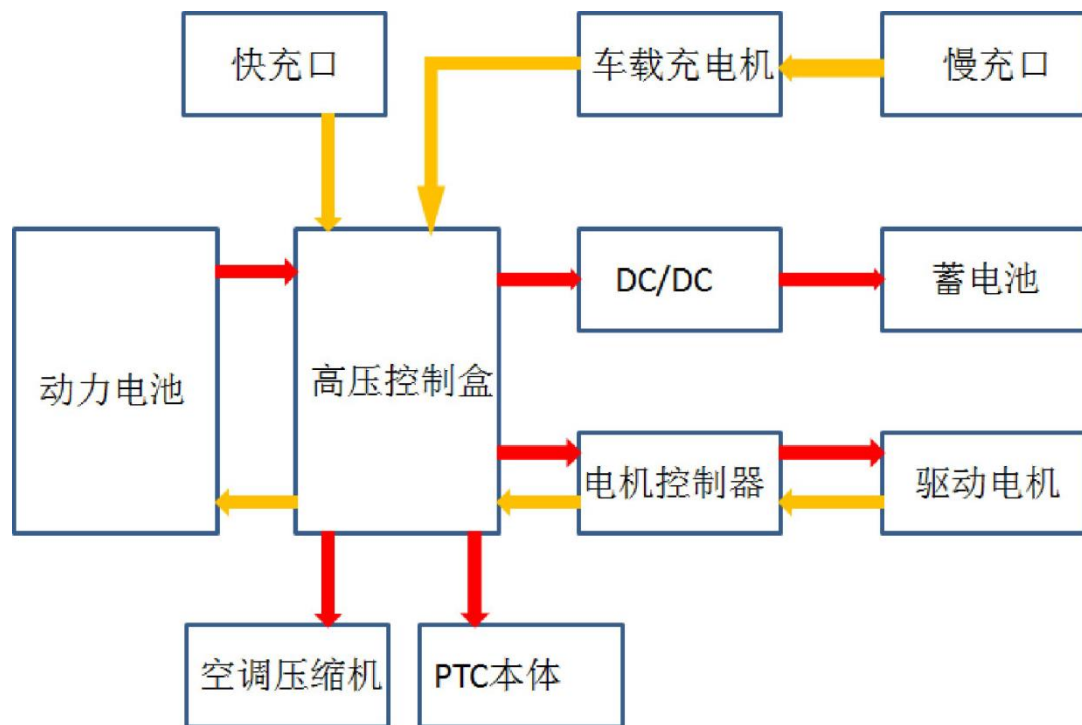 快充口
车载充电机
慢充口
动力电池
高压控制盒
DC/DC
蓄电池
电机控制器
驱动电机
空调压缩机
PTC本体